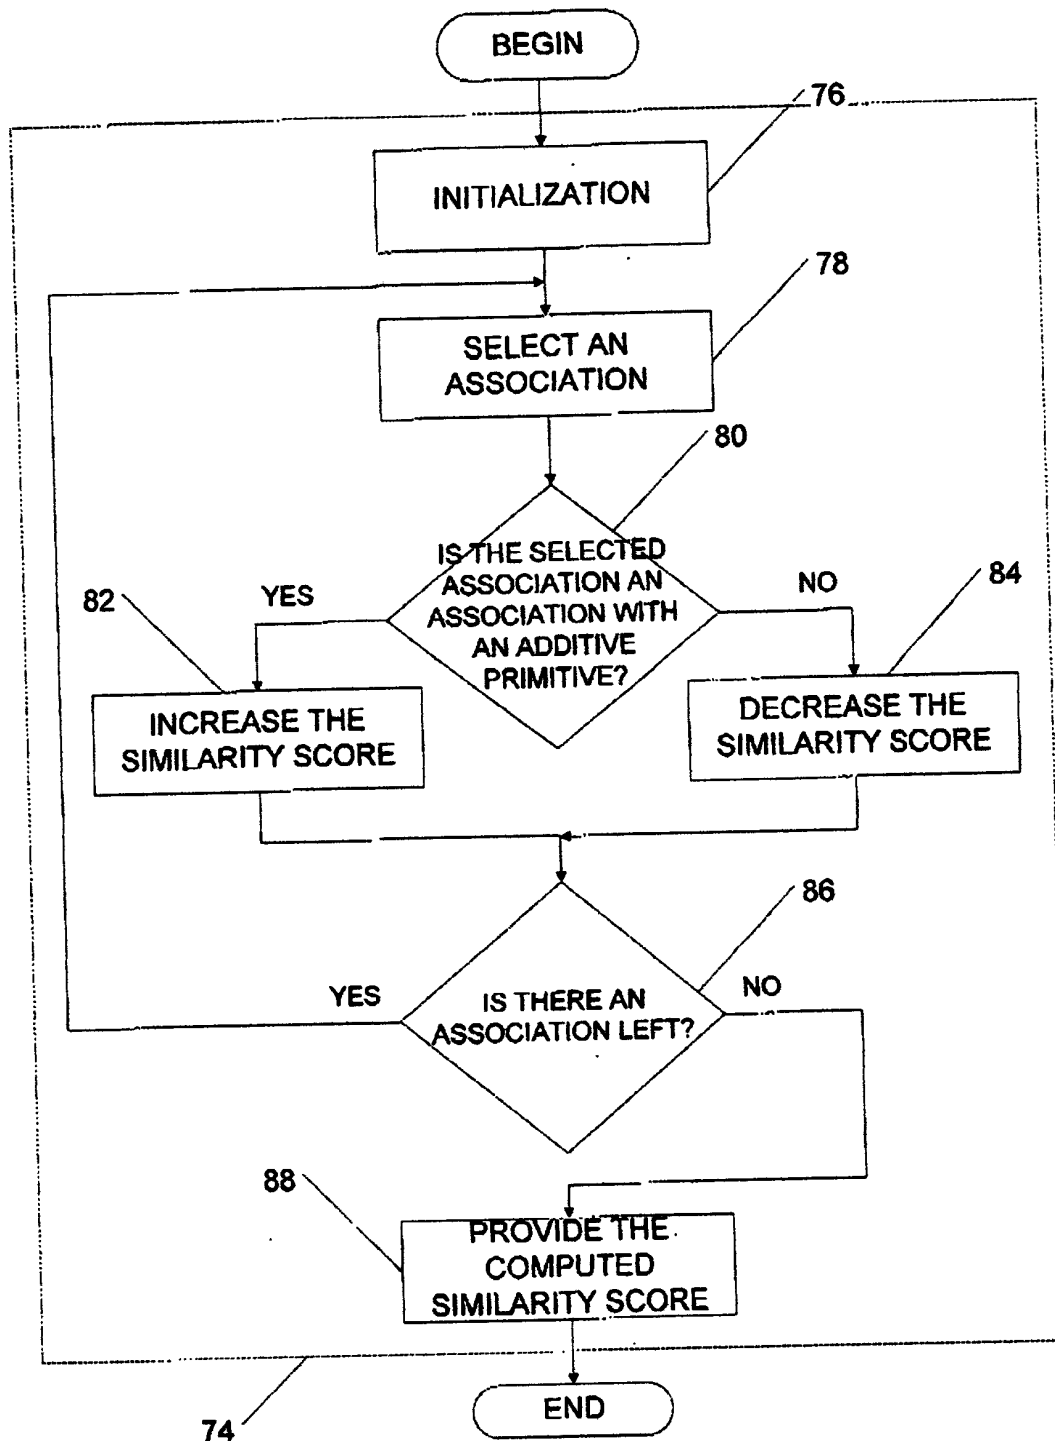 BEGIN
76
INITIALIZATION
78
SELECT AN
ASSOCIATION
80
IS THE SELECTED
ASSOCIATION AN
ASSOCIATION WITH
AN ADDITIVE
PRIMITIVE?
YES
NO
82
84
INCREASE THE
SIMILARITY SCORE
DECREASE THE
SIMILARITY SCORE
86
YES
NO
IS THERE AN
ASSOCIATION LEFT?
88
PROVIDE THE
COMPUTED
SIMILARITY SCORE
END
74